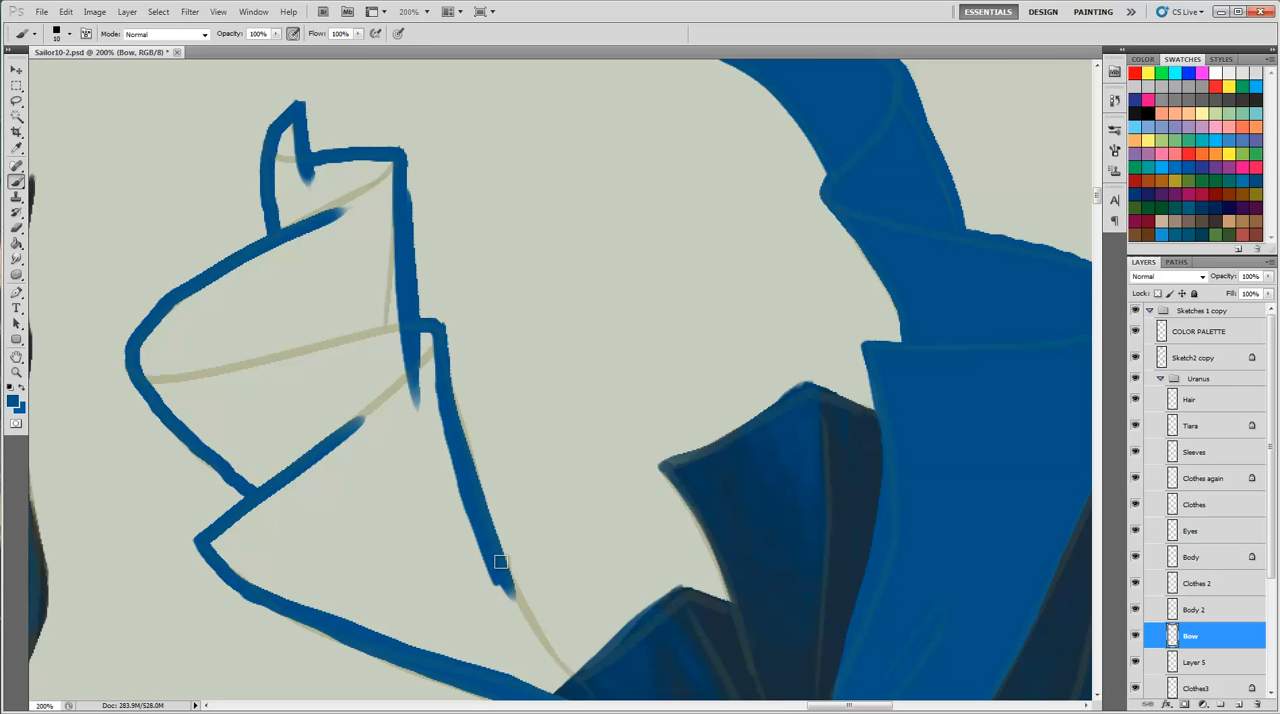 Ps File Edit Image Layer Select Filter View Window Help 200% ESSENTIALS DESIGN PAINTING CS Live
10 Mode: Normal Opacity: 100% Flow: 100%
Sailor10-2.psd @ 200% (Bow, RGB/8) *
COLOR SWATCHES STYLES
LAYERS PATHS
Normal Opacity: 100%
Lock: Fill: 100%
Sketches 1 copy
COLOR PALETTE
Sketch2 copy
Uranus
Hair
Tiara
Sleeves
Clothes again
Clothes
Eyes
Body
Clothes 2
Body 2
Bow
Layer 5
Clothes3
200% Doc: 283.9M/528.0M